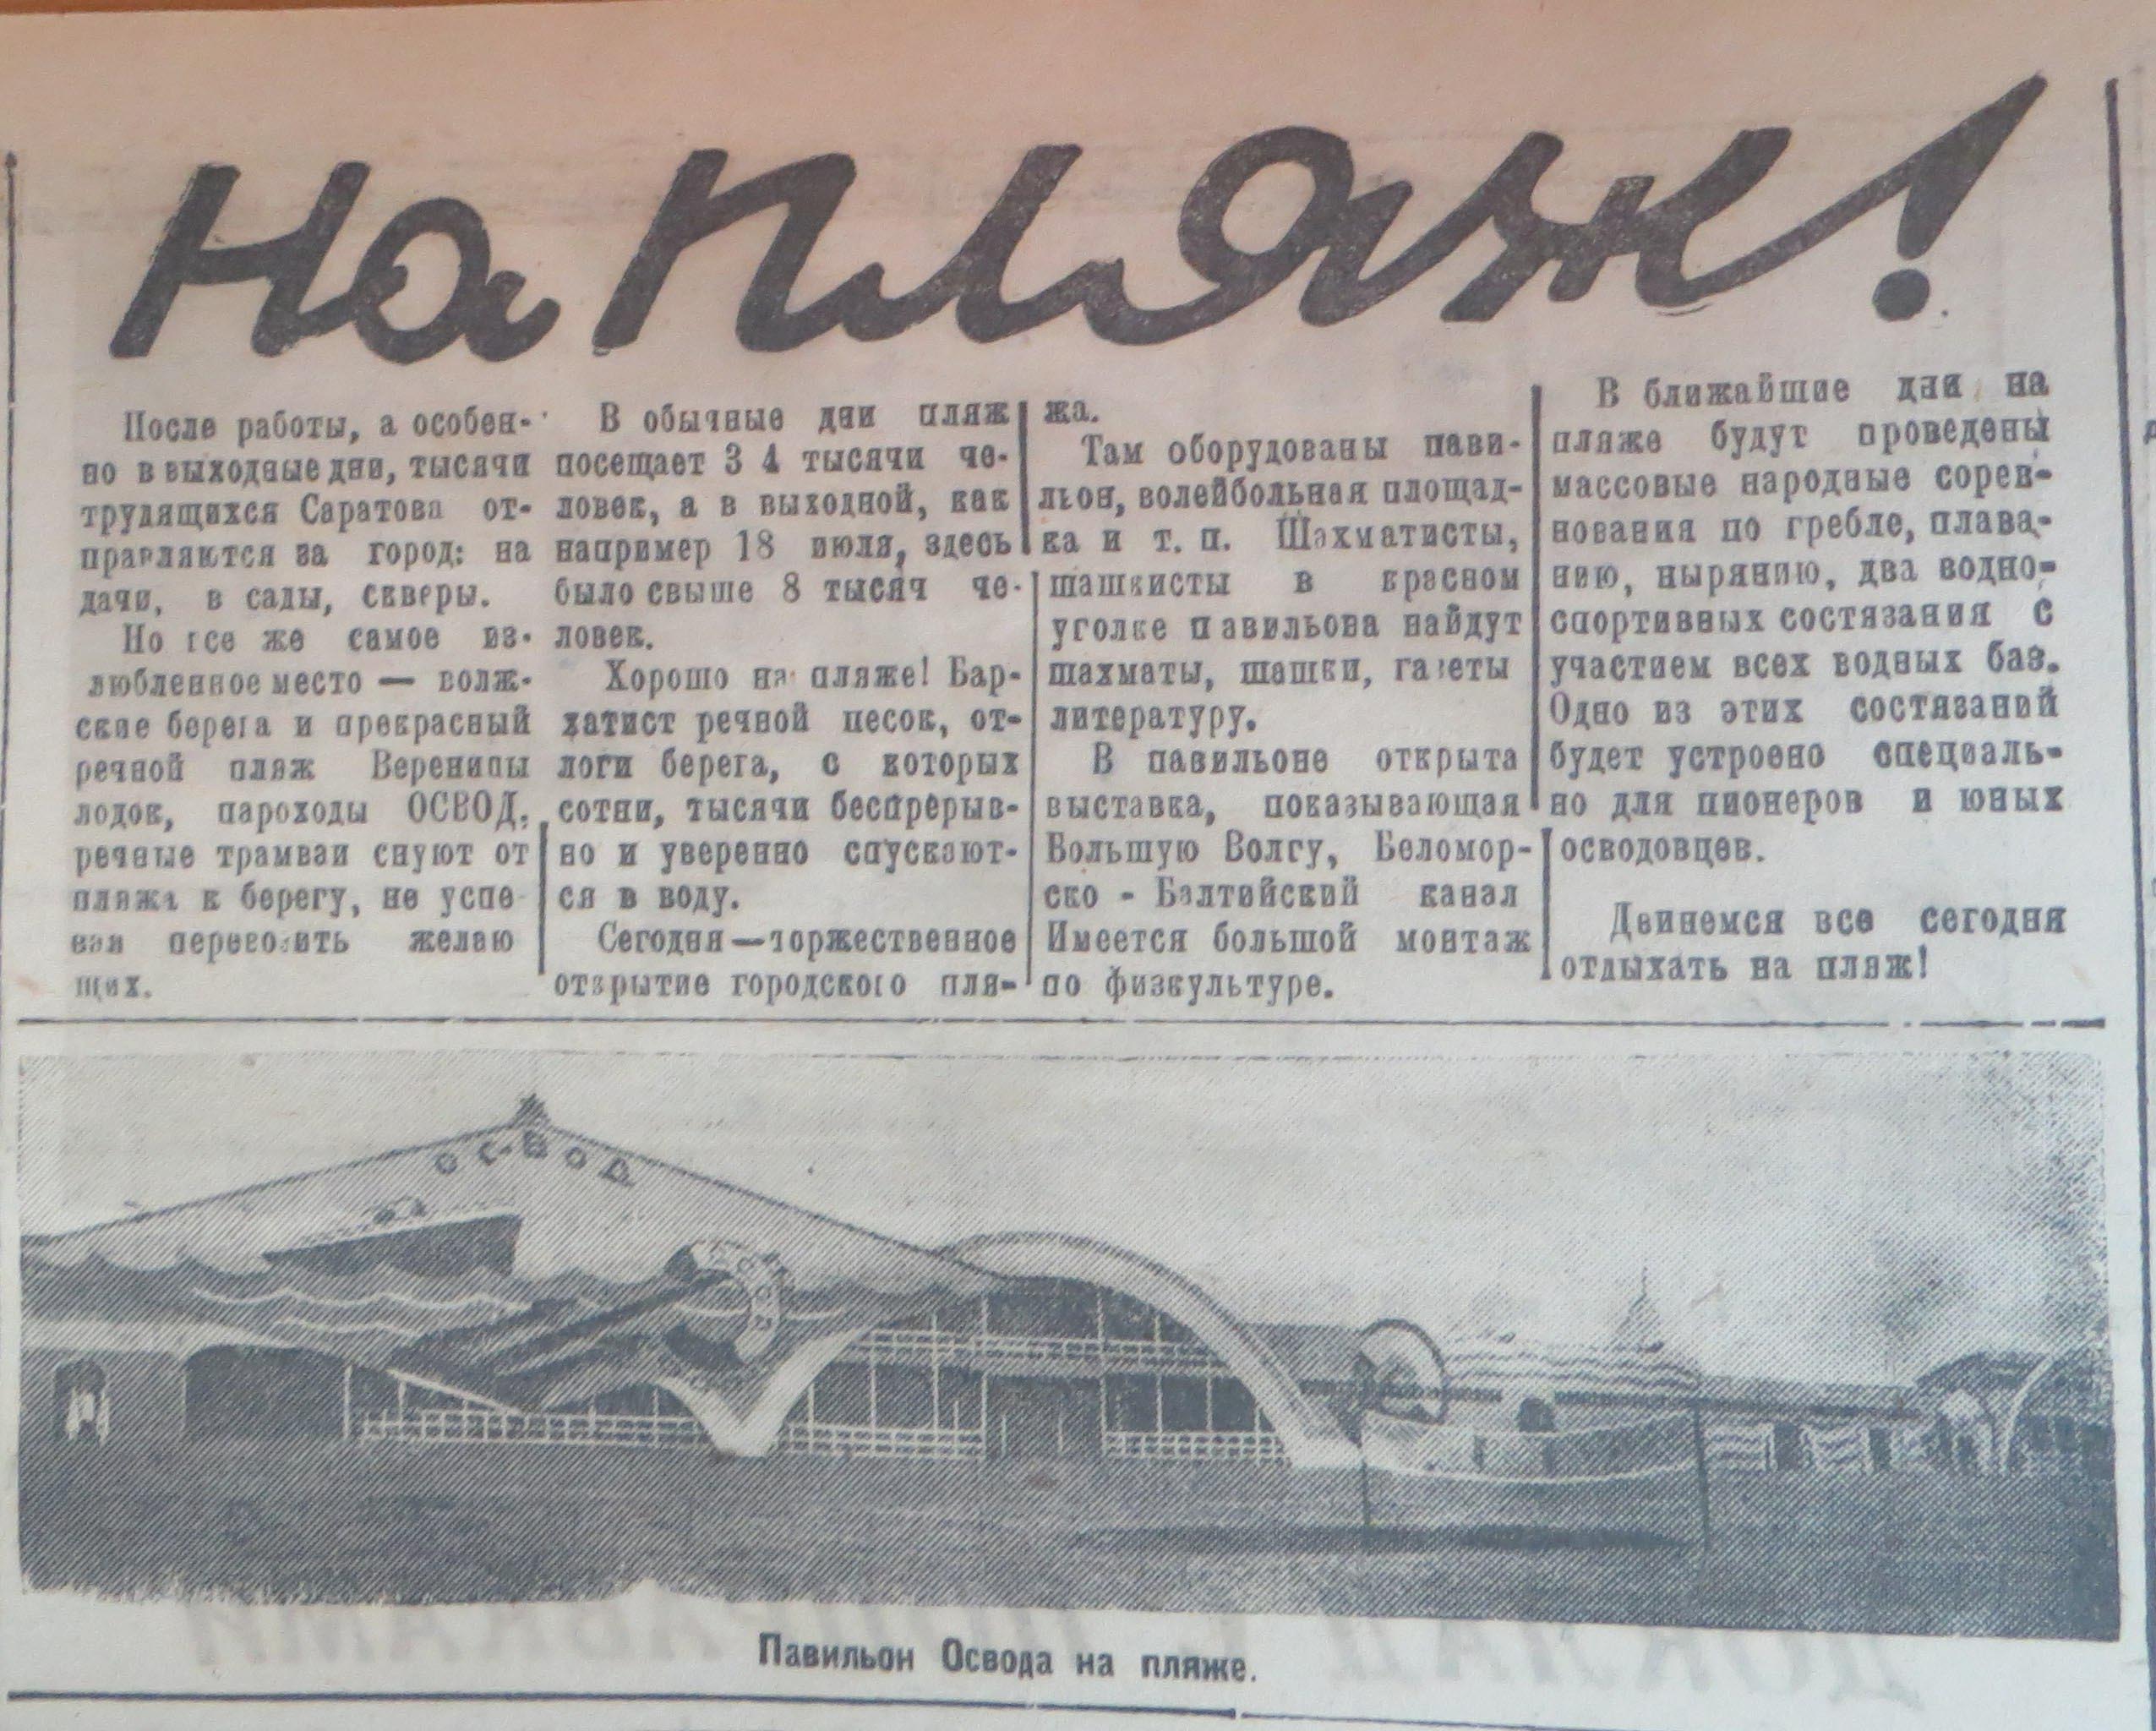 На пляж!
После работы, а особен-
но в выходные дни, тысячи
трудящихся Саратова от-
правляются за город: на
дачи, в сады, скверы.
Но все же самое из-
любленное место — волж-
ские берега и прекрасный
речной пляж Вереницы
лодок, пароходы ОСВОД,
речные трамваи снуют от
пляжа к берегу, не успе
вая перевозить желаю
щих.
В обычные дни пляж
посещает 3 4 тысячи че-
ловек, а в выходной, как
например 18 июля, здесь
было свыше 8 тысяч че-
ловек.
Хорошо на пляже! Бар-
хатист речной песок, от-
логи берега, с которых
сотни, тысячи беспрерыв-
но и уверенно спускают-
ся в воду.
Сегодня—торжественное
открытие городского пля-
жа.
Там оборудованы пави-
льон, волейбольная площад-
ка и т. п. Шахматисты,
шашкисты в красном
уголке павильона найдут
шахматы, шашки, газеты
литературу.
В павильоне открыта
выставка, показывающая
Большую Волгу, Беломор-
ско - Балтийский канал
Имеется большой монтаж
по физкультуре.
В ближайшие дни на
пляже будут проведены
массовые народные сорев-
нования по гребле, плава-
нию, нырянию, два водно-
спортивных состязания с
участием всех водных баз.
Одно из этих состязаний
будет устроено специаль-
но для пионеров и юных
осводовцев.
Двинемся все сегодня
отдыхать на пляж!
ОСВОД
Павильон Освода на пляже.